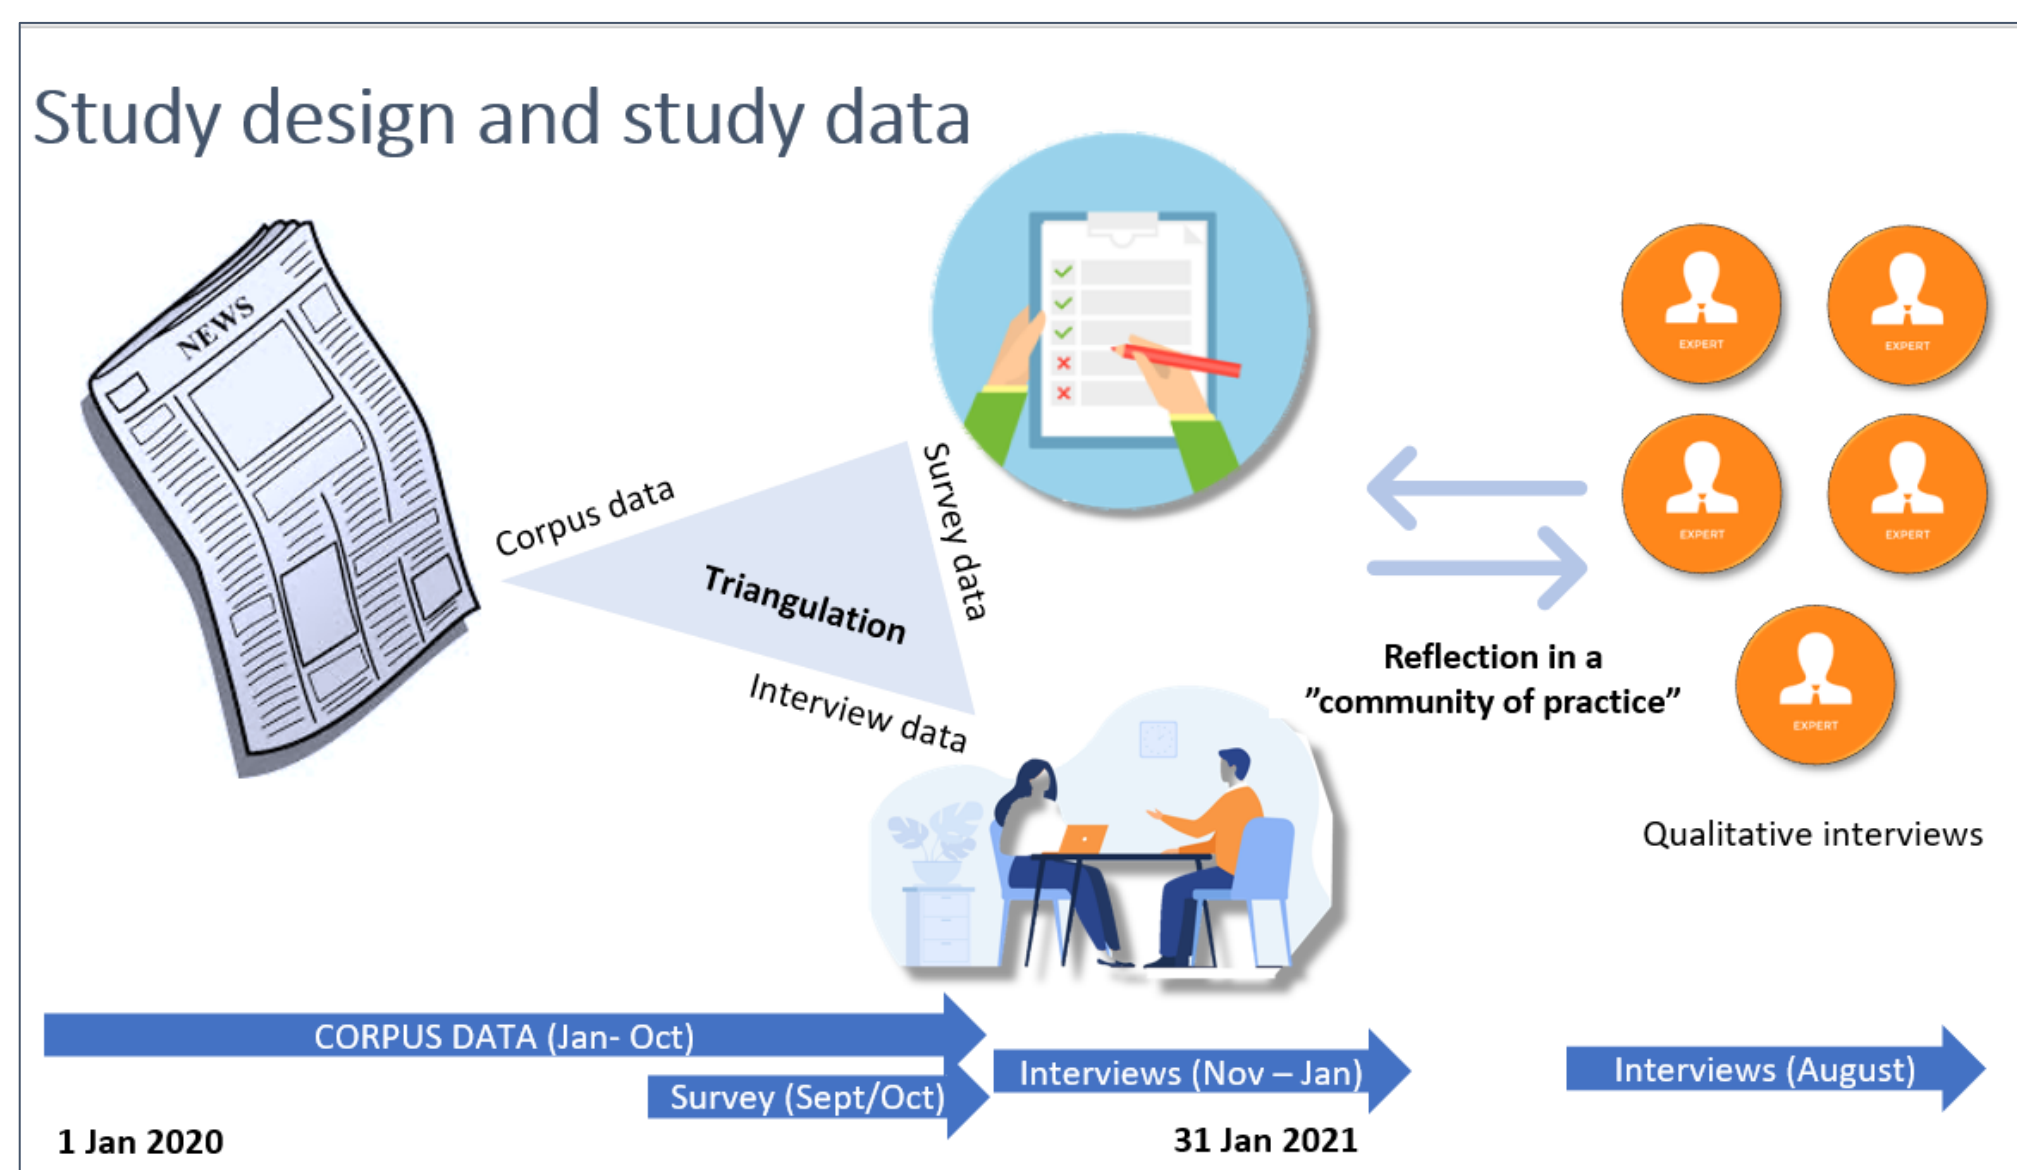 Study design and study data
NEWS
EXPERT
EXPERT
EXPERT
EXPERT
EXPERT
Corpus data
Survey data
Triangulation
Interview data
Reflection in a
”community of practice”
Qualitative interviews
CORPUS DATA (Jan- Oct)
Survey (Sept/Oct)
Interviews (Nov – Jan)
Interviews (August)
1 Jan 2020
31 Jan 2021